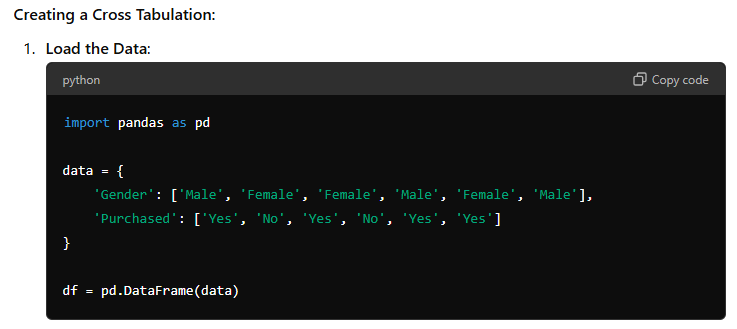 Creating a Cross Tabulation:
1. Load the Data:
python
Copy code
import pandas as pd
data = {
'Gender': ['Male', 'Female', 'Female', 'Male', 'Female', 'Male'],
'Purchased': ['Yes', 'No', 'Yes', 'No', 'Yes', 'Yes']
}
df = pd.DataFrame(data)